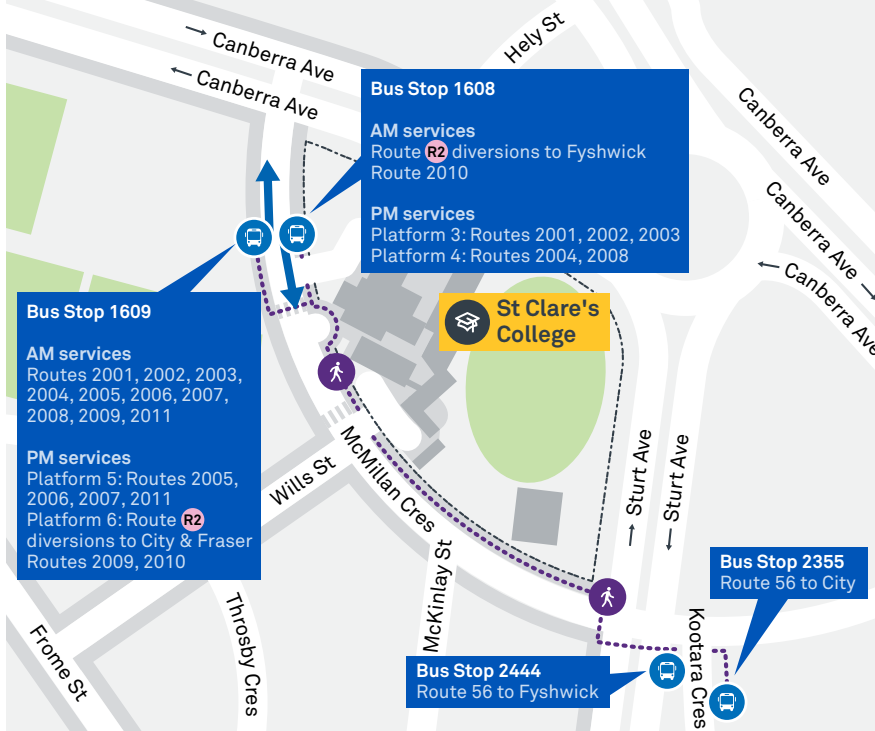 Canberra Ave
Canberra Ave
Hely St
Canberra Ave
Canberra Ave
Canberra Ave
Bus Stop 1608
AM services
Route R2 diversions to Fyshwick
Route 2010
PM services
Platform 3: Routes 2001, 2002, 2003
Platform 4: Routes 2004, 2008
St Clare's
College
Bus Stop 1609
AM services
Routes 2001, 2002, 2003,
2004, 2005, 2006, 2007,
2008, 2009, 2011
PM services
Platform 5: Routes 2005,
2006, 2007, 2011
Platform 6: Route R2
diversions to City & Fraser
Routes 2009, 2010
Wills St
McMillan Cres
Sturt Ave
Sturt Ave
McKinlay St
Throsby Cres
Frome St
Bus Stop 2355
Route 56 to City
Bus Stop 2444
Route 56 to Fyshwick
Kootara Cres